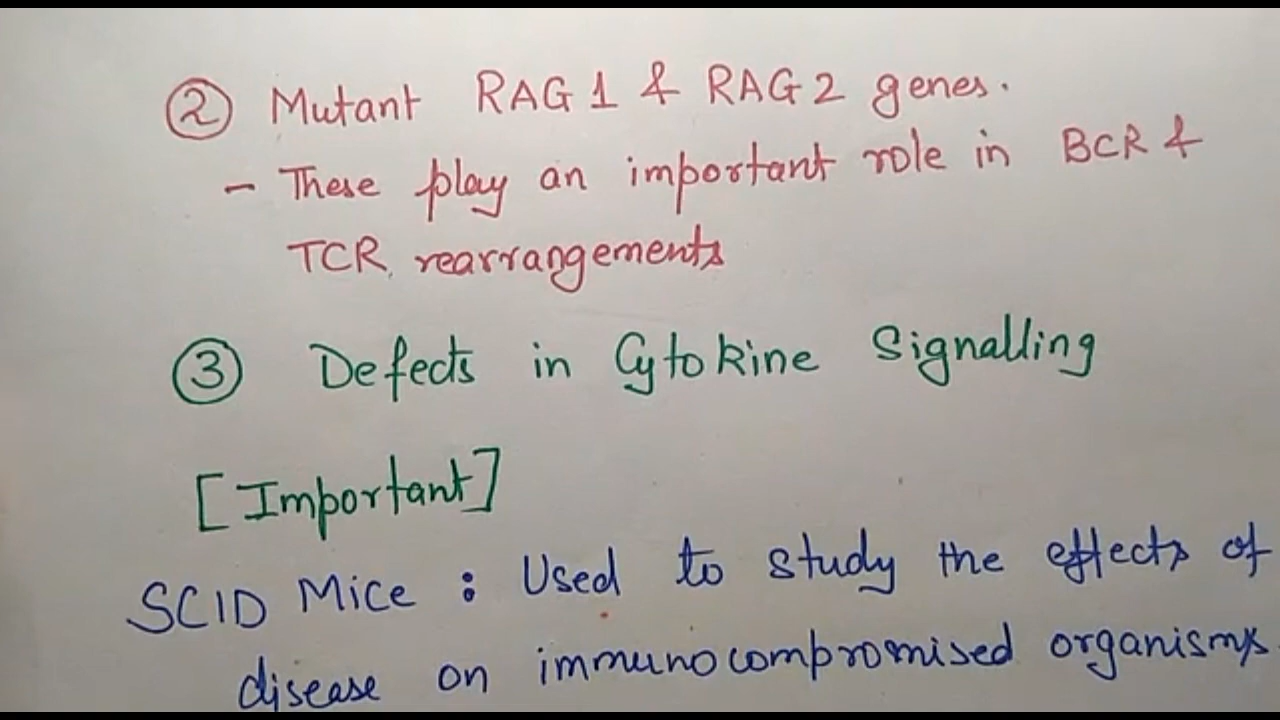 ② Mutant RAG 1 & RAG 2 genes.
- These play an important role in BCR &
TCR rearrangements
③ Defects in Cytokine Signalling
[Important]
SCID Mice : Used to study the effects of
disease on immunocompromised organisms